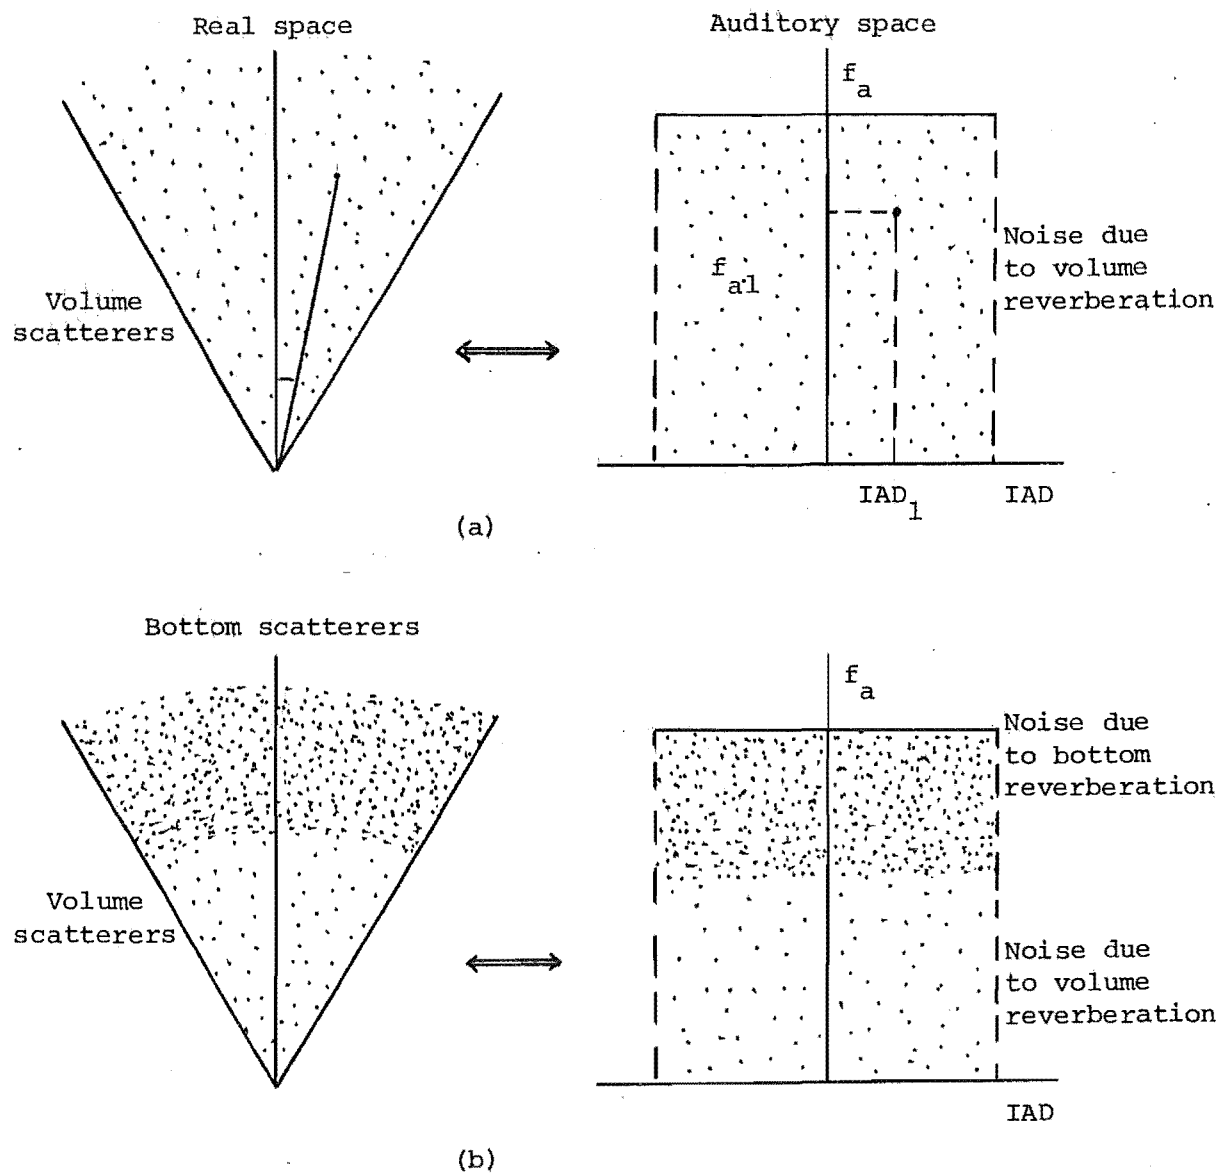 Real space
Auditory space
f_a
Volume
scatterers
f_a1
Noise due
to volume
reverberation
IAD_1
IAD
(a)
Bottom scatterers
f_a
Noise due
to bottom
reverberation
Volume
scatterers
Noise due
to volume
reverberation
IAD
(b)